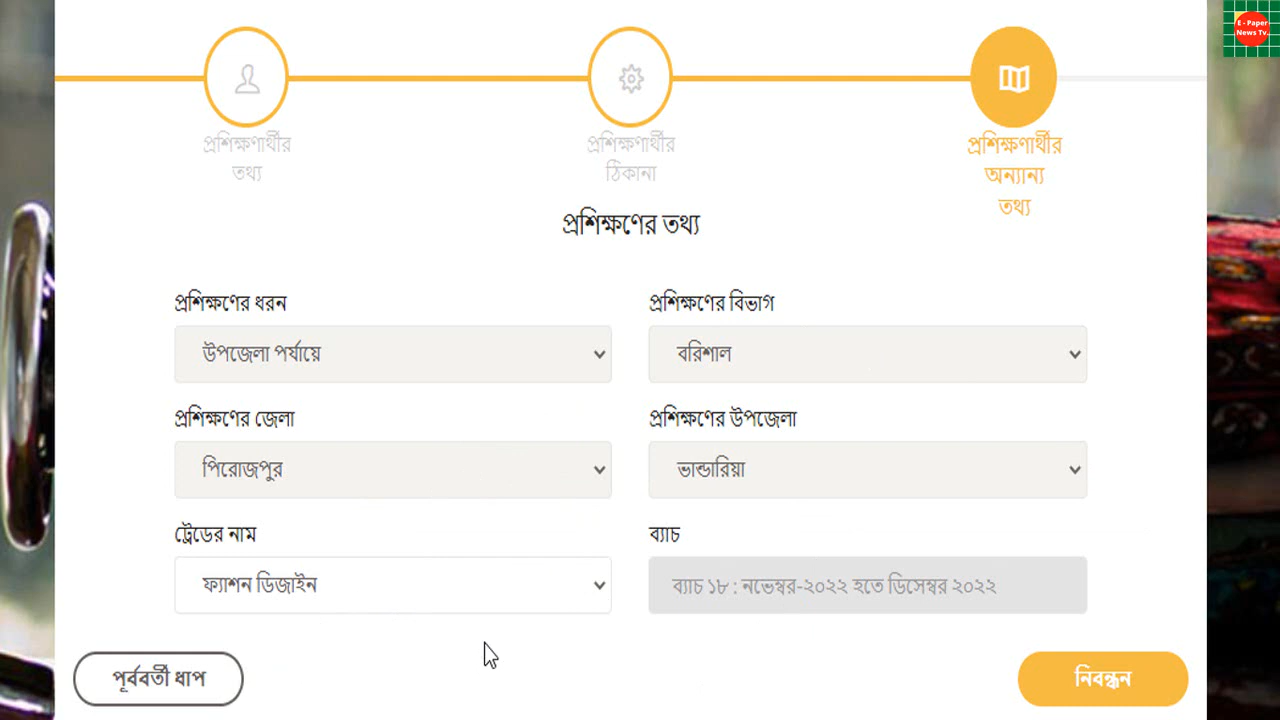 E - Paper
News Tv.
প্রশিক্ষণার্থীর
তথ্য
প্রশিক্ষণার্থীর
ঠিকানা
প্রশিক্ষণার্থীর
অন্যান্য
তথ্য
প্রশিক্ষণের তথ্য
প্রশিক্ষণের ধরন
প্রশিক্ষণের বিভাগ
উপজেলা পর্যায়ে
বরিশাল
প্রশিক্ষণের জেলা
প্রশিক্ষণের উপজেলা
পিরোজপুর
ভান্ডারিয়া
ট্রেডের নাম
ব্যাচ
ফ্যাশন ডিজাইন
ব্যাচ ১৮ : নভেম্বর-২০২২ হতে ডিসেম্বর ২০২২
পূর্ববর্তী ধাপ
নিবন্ধন